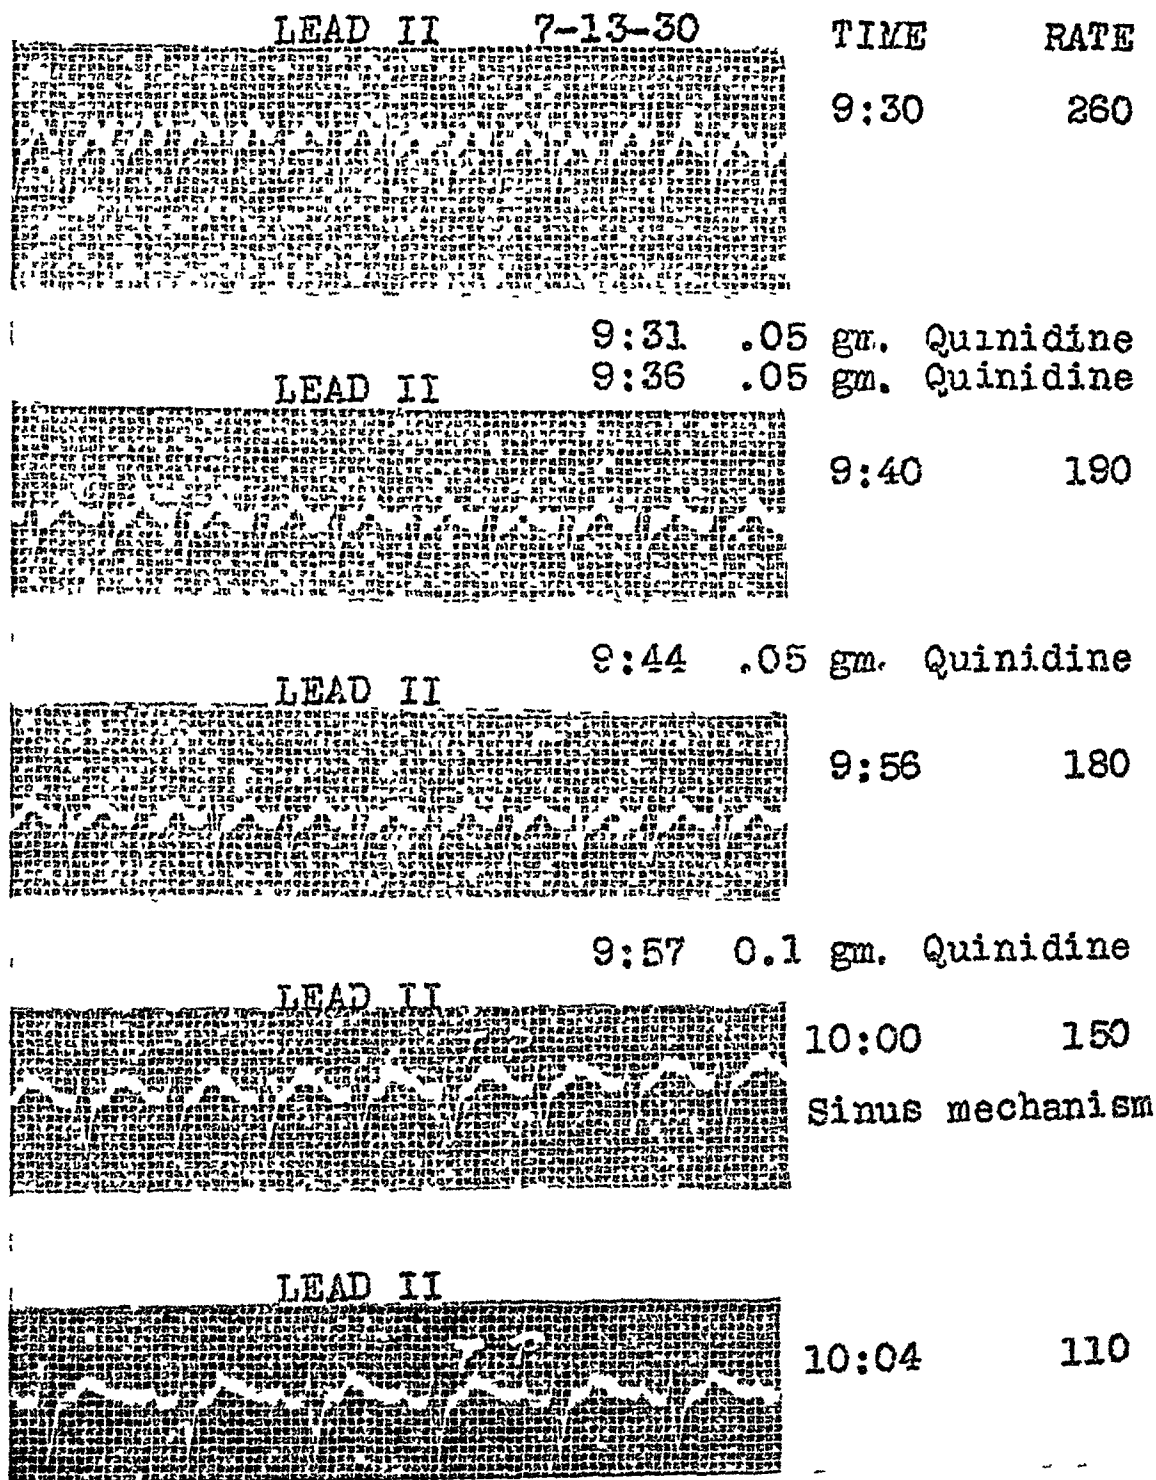 LEAD II 7-13-30 TIME RATE
9:30 260
9:31 .05 gm. Quinidine
9:36 .05 gm. Quinidine
LEAD II
9:40 190
9:44 .05 gm. Quinidine
LEAD II
9:56 180
9:57 0.1 gm. Quinidine
LEAD II
10:00 150
Sinus mechanism
LEAD II
10:04 110